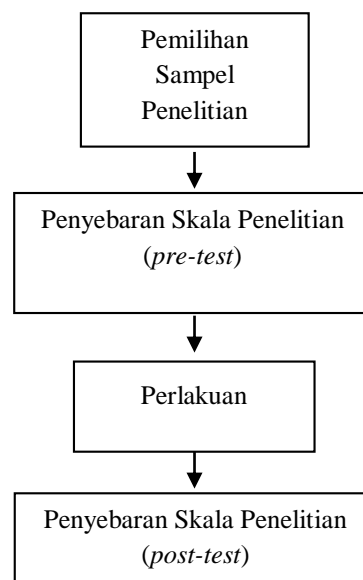 Pemilihan
Sampel
Penelitian
Penyebaran Skala Penelitian
(pre-test)
Perlakuan
Penyebaran Skala Penelitian
(post-test)